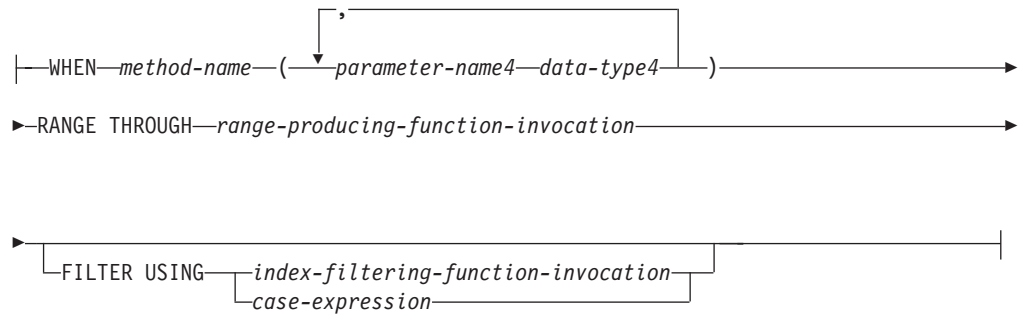 ,
WHEN method-name ( parameter-name4 data-type4 )
RANGE THROUGH range-producing-function-invocation
FILTER USING index-filtering-function-invocation
case-expression